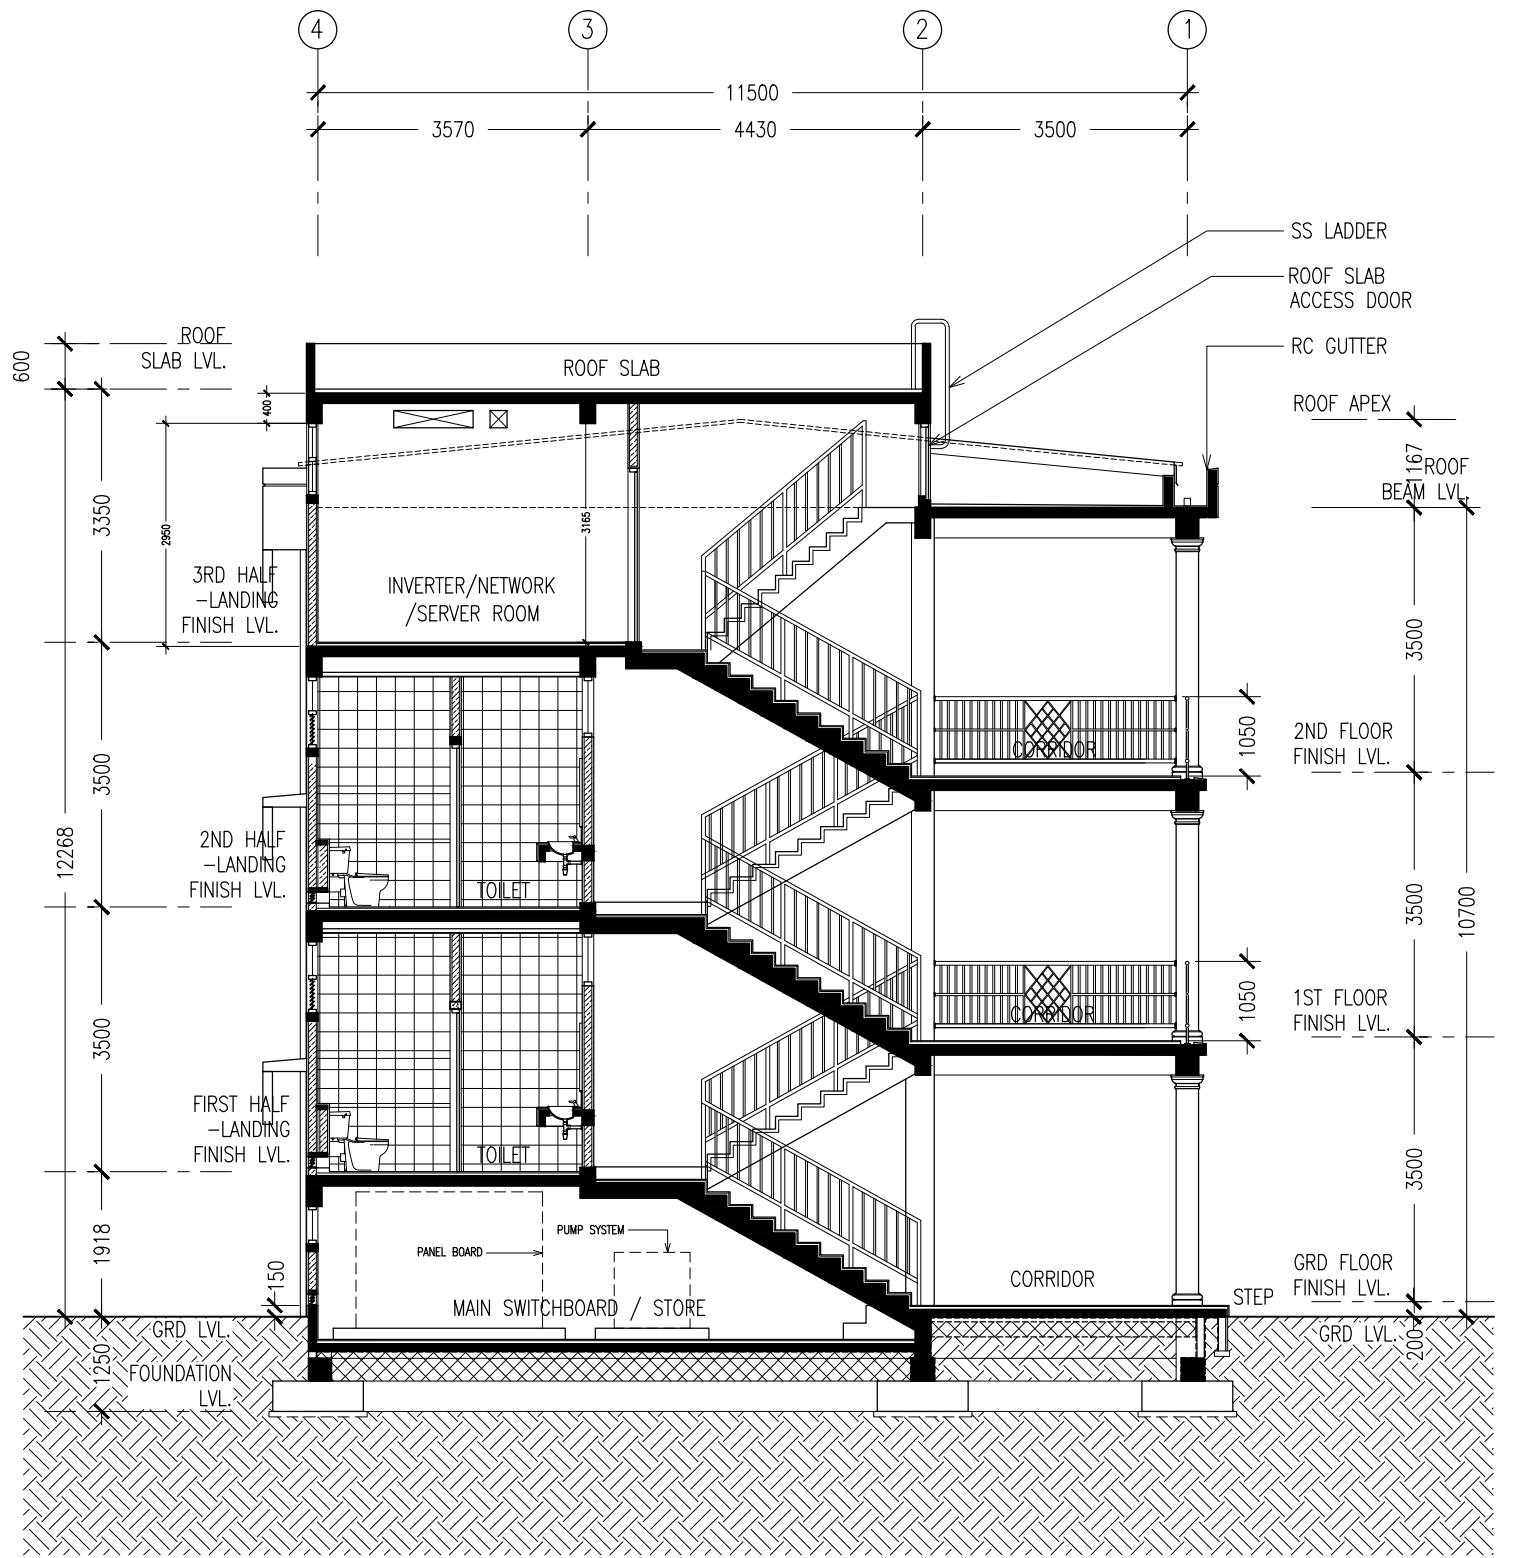 4
3
2
1
11500
3570
4430
3500
SS LADDER
ROOF SLAB
ACCESS DOOR
RC GUTTER
ROOF
SLAB LVL.
600
ROOF SLAB
400
ROOF APEX
1167
ROOF
BEAM LVL.
3350
2950
3165
3RD HALF
-LANDING
FINISH LVL.
INVERTER/NETWORK
/SERVER ROOM
3500
1050
2ND FLOOR
FINISH LVL.
CORRIDOR
3500
12268
2ND HALF
-LANDING
FINISH LVL.
TOILET
3500
10700
1050
1ST FLOOR
FINISH LVL.
CORRIDOR
3500
FIRST HALF
-LANDING
FINISH LVL.
TOILET
3500
1918
150
PUMP SYSTEM
PANEL BOARD
MAIN SWITCHBOARD / STORE
CORRIDOR
GRD FLOOR
FINISH LVL.
STEP
GRD LVL.
GRD LVL.
200
1250
FOUNDATION
LVL.